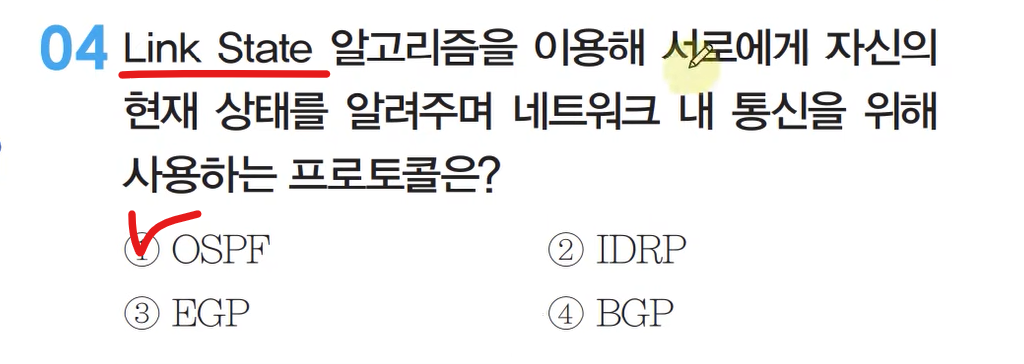 04 Link State 알고리즘을 이용해 서로에게 자신의
현재 상태를 알려주며 네트워크 내 통신을 위해
사용하는 프로토콜은?
① OSPF ② IDRP
③ EGP ④ BGP